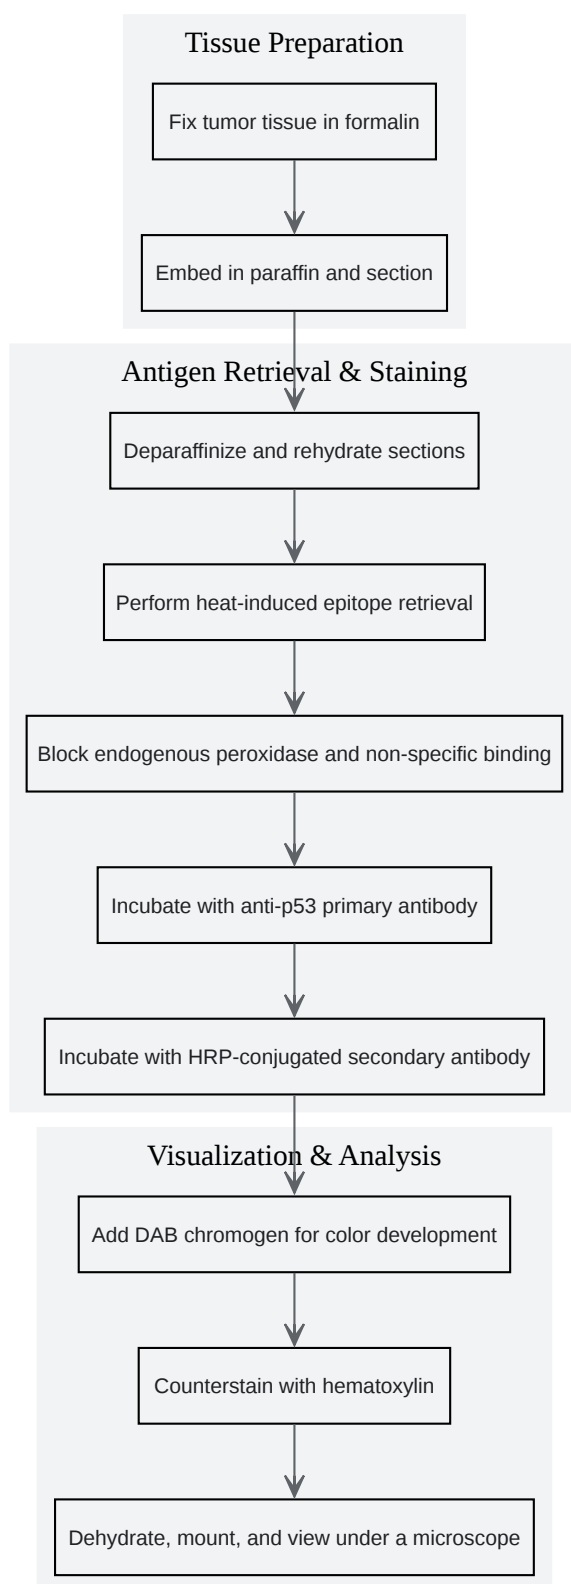 Tissue Preparation
Fix tumor tissue in formalin
Embed in paraffin and section
Antigen Retrieval & Staining
Deparaffinize and rehydrate sections
Perform heat-induced epitope retrieval
Block endogenous peroxidase and non-specific binding
Incubate with anti-p53 primary antibody
Incubate with HRP-conjugated secondary antibody
Visualization & Analysis
Add DAB chromogen for color development
Counterstain with hematoxylin
Dehydrate, mount, and view under a microscope